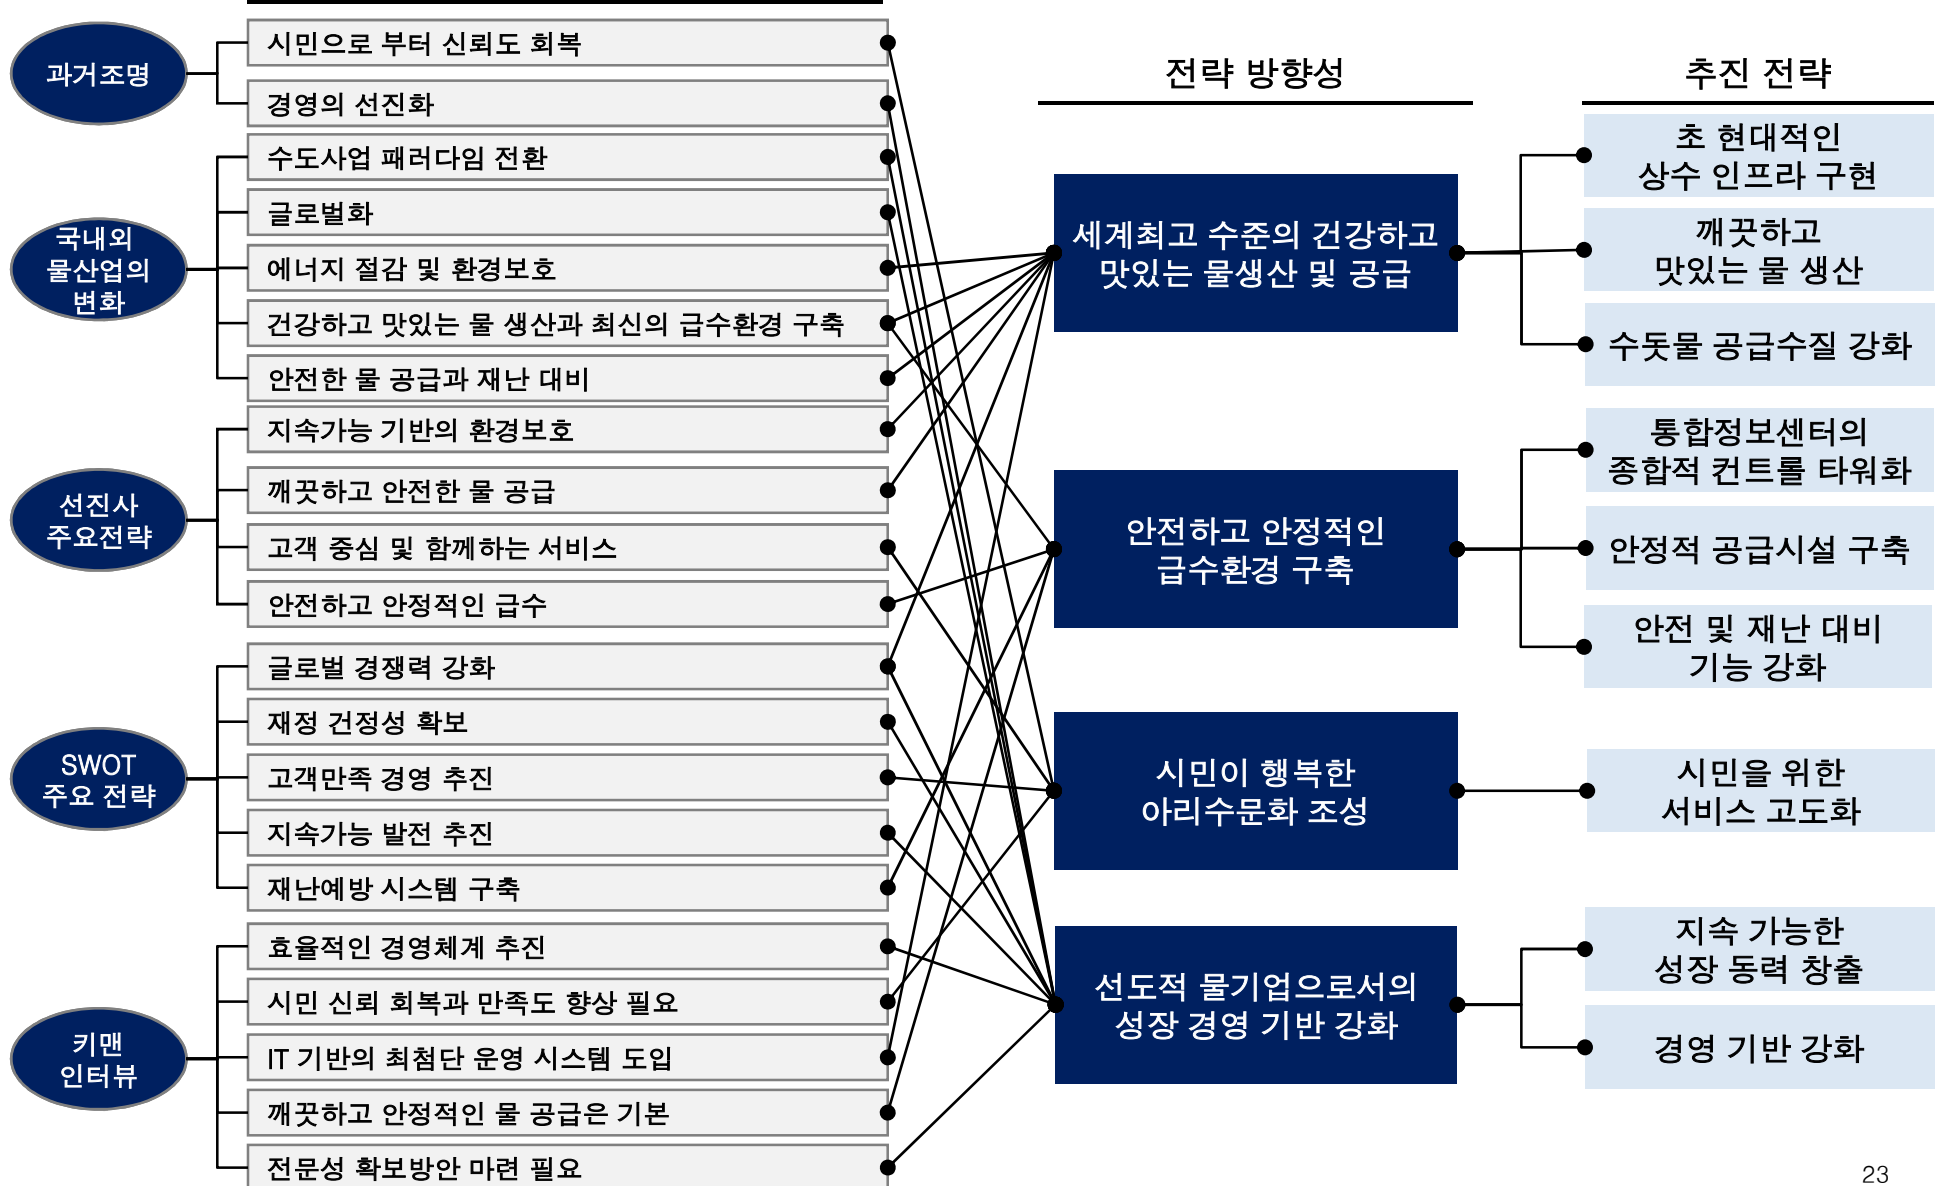 과거조명
시민으로 부터 신뢰도 회복
경영의 선진화
국내외
물산업의
변화
수도사업 패러다임 전환
글로벌화
에너지 절감 및 환경보호
건강하고 맛있는 물 생산과 최신의 급수환경 구축
안전한 물 공급과 재난 대비
선진사
주요전략
지속가능 기반의 환경보호
깨끗하고 안전한 물 공급
고객 중심 및 함께하는 서비스
안전하고 안정적인 급수
SWOT
주요 전략
글로벌 경쟁력 강화
재정 건정성 확보
고객만족 경영 추진
지속가능 발전 추진
재난예방 시스템 구축
키맨
인터뷰
효율적인 경영체계 추진
시민 신뢰 회복과 만족도 향상 필요
IT 기반의 최첨단 운영 시스템 도입
깨끗하고 안정적인 물 공급은 기본
전문성 확보방안 마련 필요
전략 방향성
세계최고 수준의 건강하고
맛있는 물생산 및 공급
안전하고 안정적인
급수환경 구축
시민이 행복한
아리수문화 조성
선도적 물기업으로서의
성장 경영 기반 강화
추진 전략
초 현대적인
상수 인프라 구현
깨끗하고
맛있는 물 생산
수돗물 공급수질 강화
통합정보센터의
종합적 컨트롤 타워화
안정적 공급시설 구축
안전 및 재난 대비
기능 강화
시민을 위한
서비스 고도화
지속 가능한
성장 동력 창출
경영 기반 강화
23